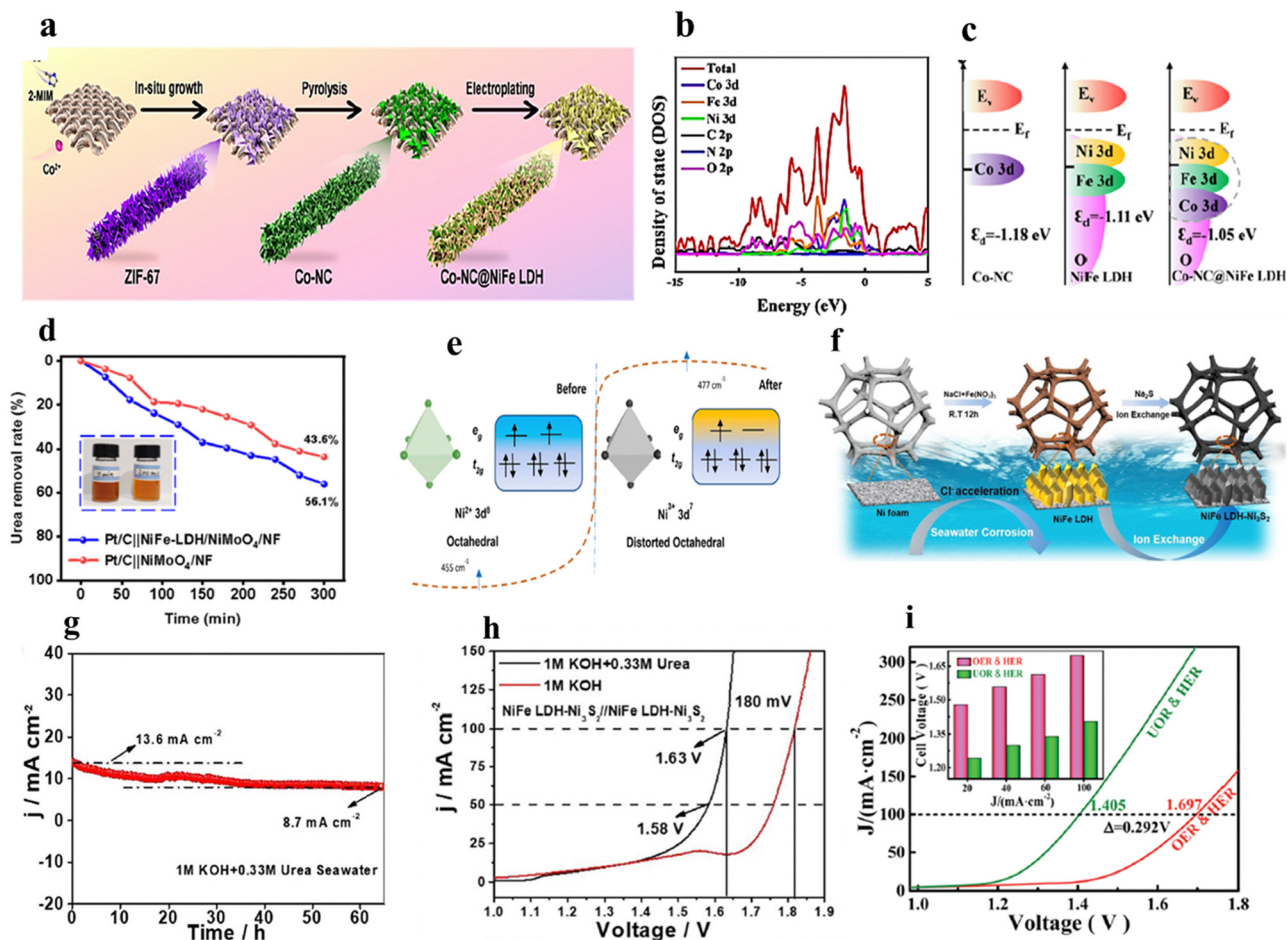 a
2-MIM
Co²⁺
In-situ growth
Pyrolysis
Electroplating
ZIF-67
Co-NC
Co-NC@NiFe LDH
b
Density of state (DOS)
Total
Co 3d
Fe 3d
Ni 3d
C 2p
N 2p
O 2p
-15 -10 -5 0 5
Energy (eV)
c
Eᵥ
E_f
Co 3d
Ɛ_d=-1.18 eV
Co-NC
Eᵥ
E_f
Ni 3d
Fe 3d
Ɛ_d=-1.11 eV
O
NiFe LDH
Eᵥ
E_f
Ni 3d
Fe 3d
Co 3d
Ɛ_d=-1.05 eV
O
Co-NC@NiFe LDH
d
Urea removal rate (%)
0
20
40
60
80
100
43.6%
56.1%
Pt/C||NiFe-LDH/NiMoO₄/NF
Pt/C||NiMoO₄/NF
0 50 100 150 200 250 300
Time (min)
e
Before
477 cm⁻¹
After
e_g
t₂g
e_g
t₂g
Ni²⁺ 3d⁸
Octahedral
455 cm⁻¹
Ni³⁺ 3d⁷
Distorted Octahedral
f
NaCl+Fe(NO₃)₃
R.T 12h
Na₂S
Ion Exchange
Ni foam
Cl⁻ acceleration
Seawater Corrosion
NiFe LDH
Ion Exchange
NiFe LDH-Ni₃S₂
g
j / mA cm⁻²
40
30
20
10
0
-10
-20
13.6 mA cm⁻²
8.7 mA cm⁻²
1M KOH+0.33M Urea Seawater
0 10 20 30 40 50 60
Time / h
h
j / mA cm⁻²
150
125
100
75
50
25
0
1M KOH+0.33M Urea
1M KOH
NiFe LDH-Ni₃S₂//NiFe LDH-Ni₃S₂
180 mV
1.63 V
1.58 V
1.0 1.1 1.2 1.3 1.4 1.5 1.6 1.7 1.8 1.9
Voltage / V
i
J/(mA·cm⁻²)
300
250
200
150
100
50
0
Cell Voltage ( V )
1.65
1.50
1.35
1.20
OER & HER
UOR & HER
20 40 60 100
J/(mA·cm⁻²)
UOR & HER
1.405
1.697
Δ=0.292V
OER & HER
1.0 1.2 1.4 1.6 1.8
Voltage ( V )